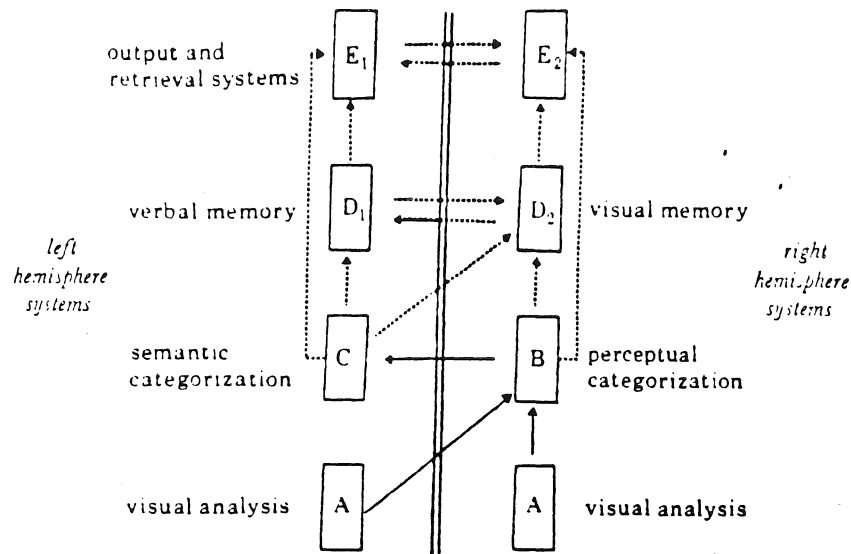 output and
retrieval systems
E1
E2
verbal memory
D1
D2
visual memory
left
hemisphere
systems
right
hemisphere
systems
semantic
categorization
C
B
perceptual
categorization
visual analysis
A
A
visual analysis